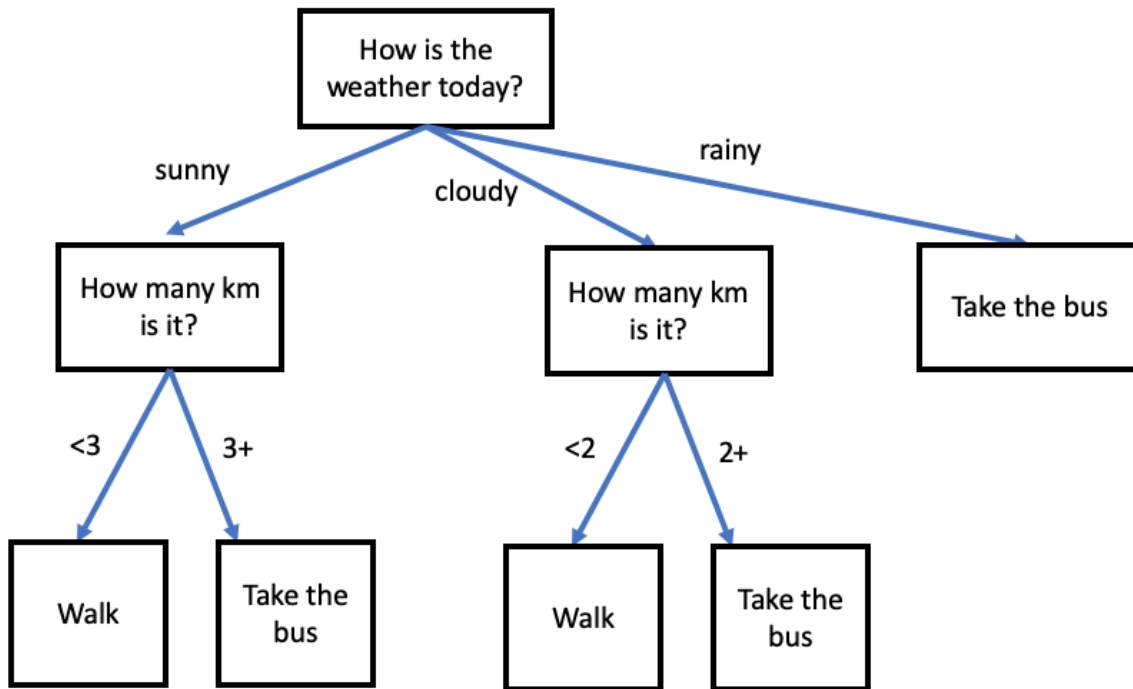 How is the
weather today?
sunny
cloudy
rainy
How many km
is it?
How many km
is it?
Take the bus
<3
3+
<2
2+
Walk
Take the
bus
Walk
Take the
bus